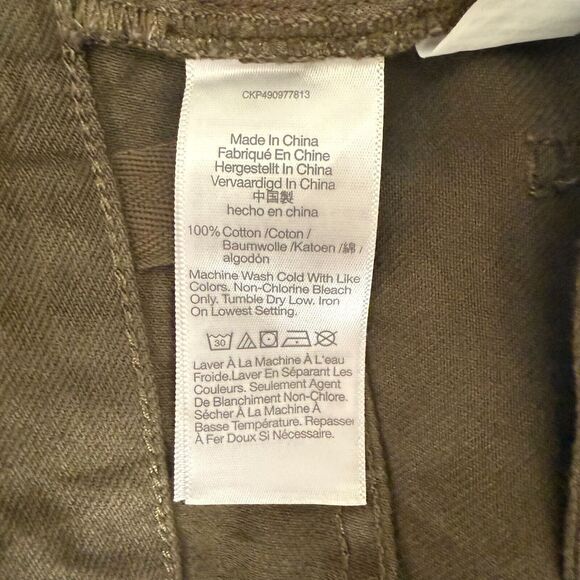 CKP490977813
Made In China
Fabriqué En Chine
Hergestellt In China
Vervaardigd In China
中国製
hecho en china
100% Cotton /Coton /
Baumwolle /Katoen /綿 /
algodón
Machine Wash Cold With Like
Colors. Non-Chlorine Bleach
Only. Tumble Dry Low. Iron
On Lowest Setting.
30
Laver À La Machine À L'eau
Froide.Laver En Séparant Les
Couleurs. Seulement Agent
De Blanchiment Non-Chlore.
Sécher À La Machine À
Basse Température. Repasser
À Fer Doux Si Nécessaire.